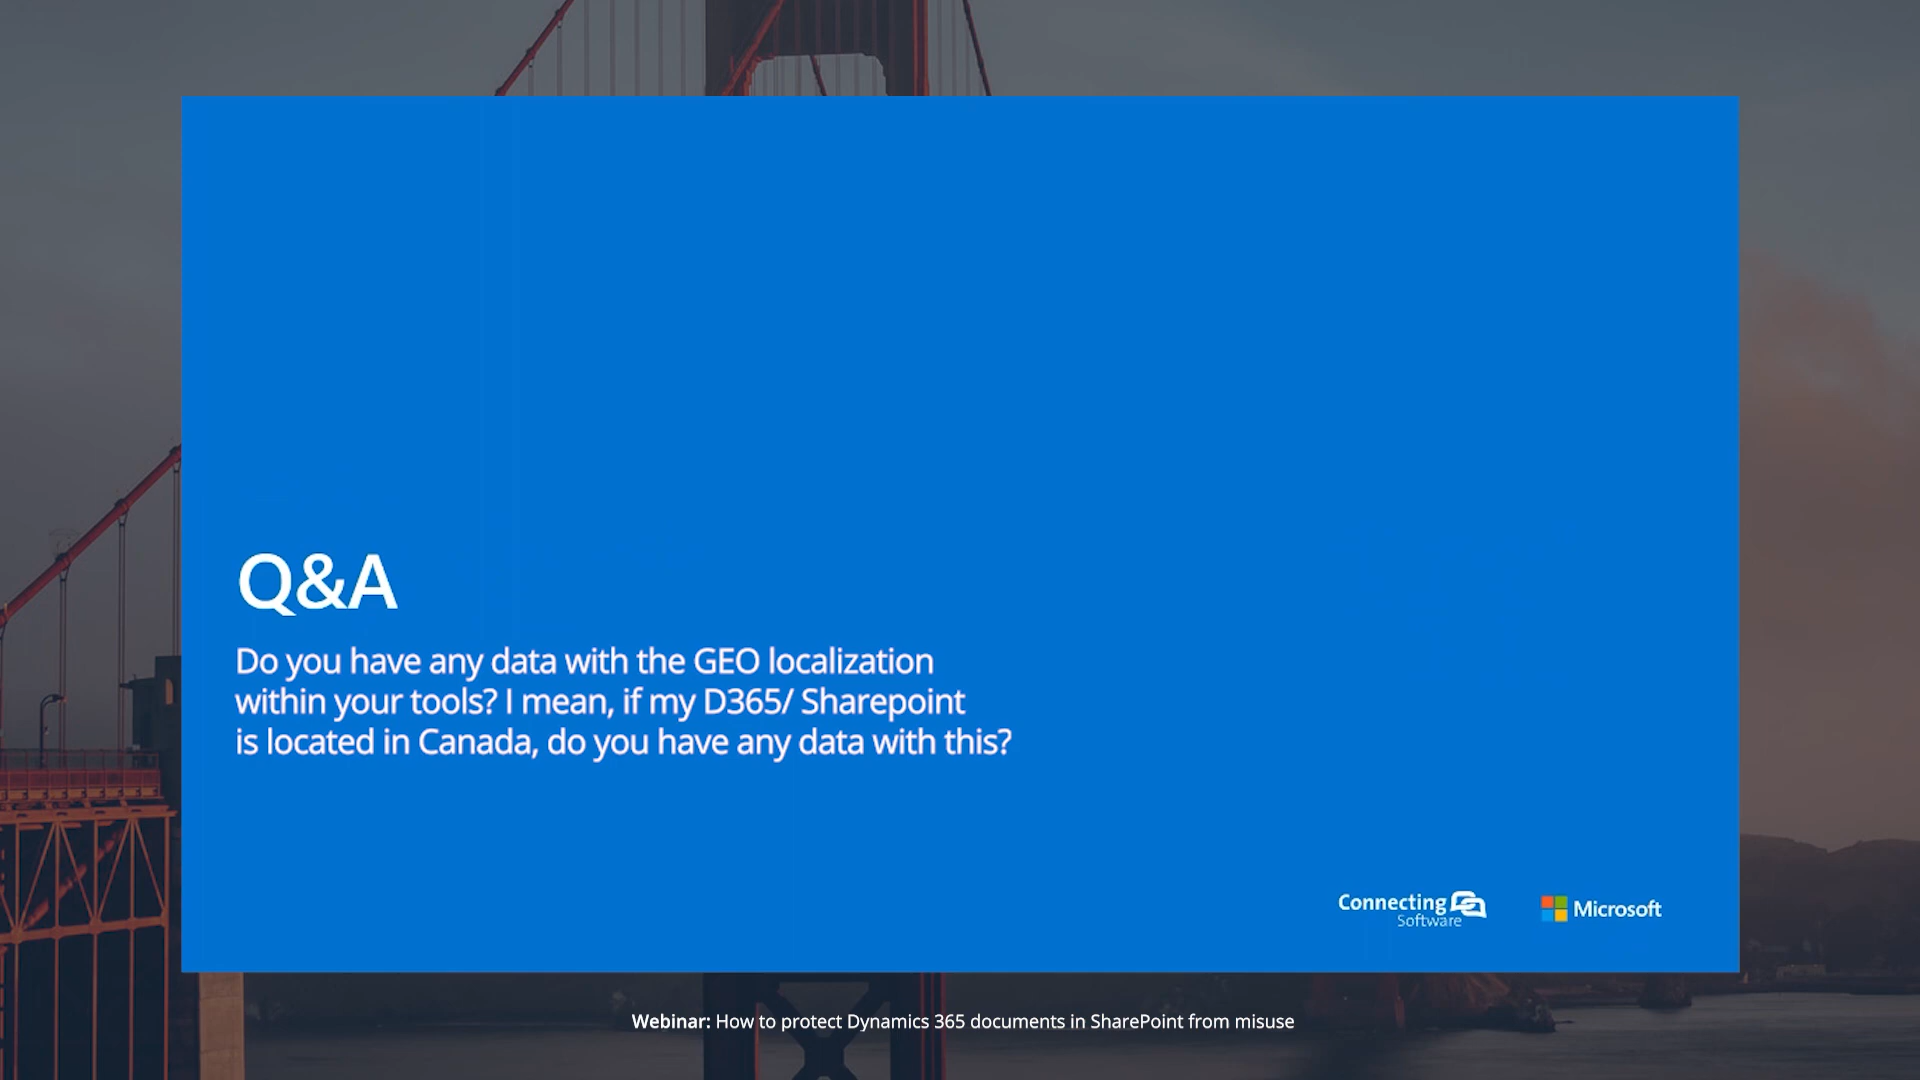 Q&A
Do you have any data with the GEO localization
within your tools? I mean, if my D365/ Sharepoint
is located in Canada, do you have any data with this?
Connecting
Software
Microsoft
Webinar: How to protect Dynamics 365 documents in SharePoint from misuse